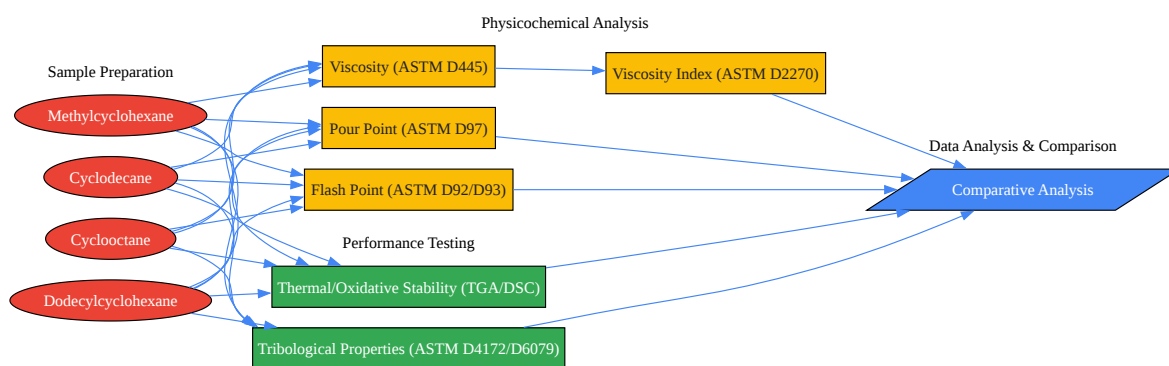 Physicochemical Analysis
Sample Preparation
Viscosity (ASTM D445)
Viscosity Index (ASTM D2270)
Methylcyclohexane
Pour Point (ASTM D97)
Data Analysis & Comparison
Cyclodecane
Flash Point (ASTM D92/D93)
Comparative Analysis
Cyclooctane
Performance Testing
Thermal/Oxidative Stability (TGA/DSC)
Dodecylcyclohexane
Tribological Properties (ASTM D4172/D6079)